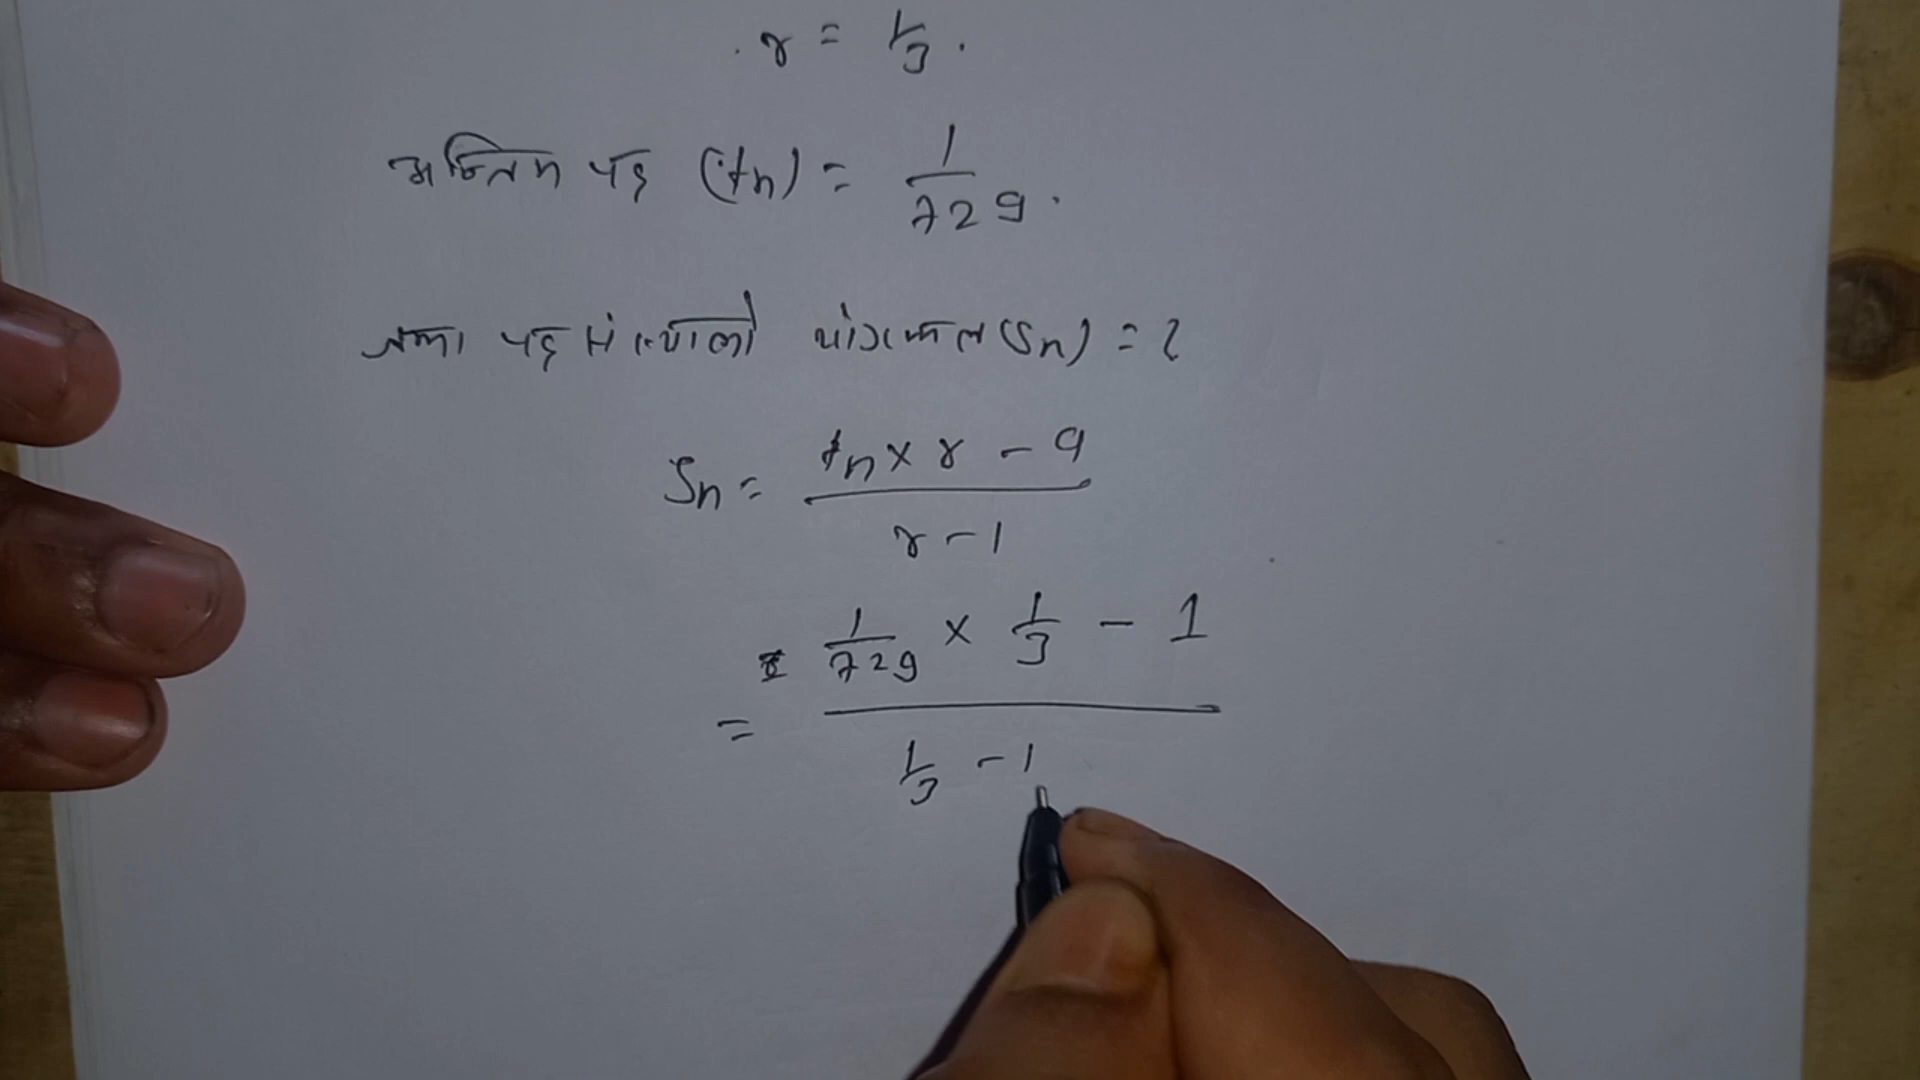 r = 1/3.
अन्तिम पद (tn) = 1/729.
पद संख्याको योगफल (Sn) = ?
Sn = (tn × r - a)/(r - 1)
= (1/729 × 1/3 - 1)/(1/3 - 1)